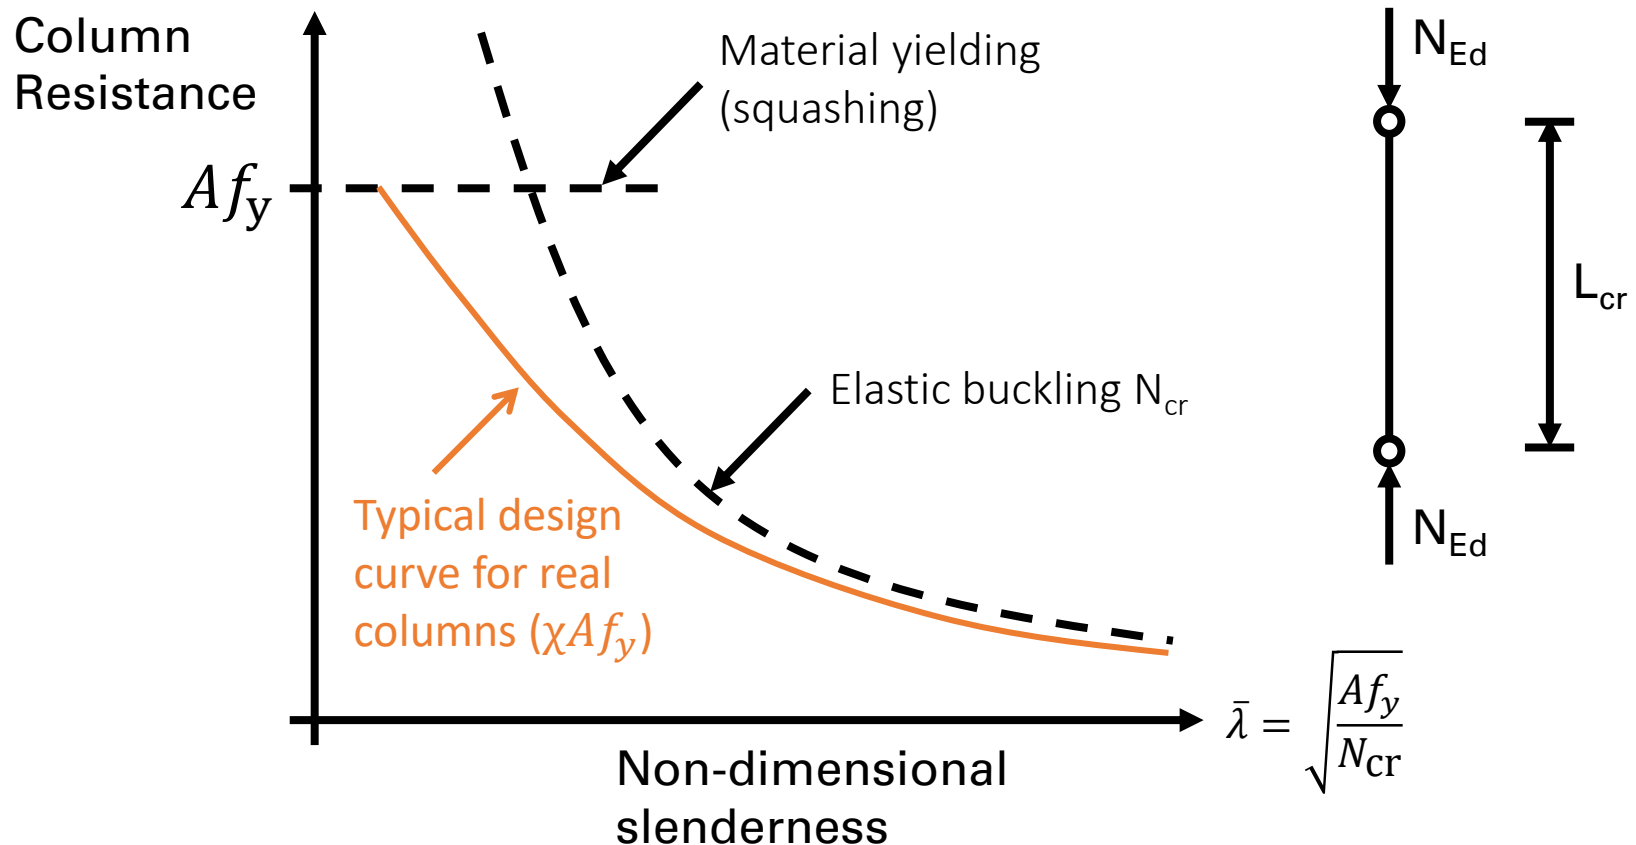 Column
Resistance
Material yielding
(squashing)
N_Ed
Af_y
L_cr
Elastic buckling N_cr
Typical design
curve for real
columns (χAf_y)
N_Ed
λ̄ = √(Af_y / N_cr)
Non-dimensional
slenderness